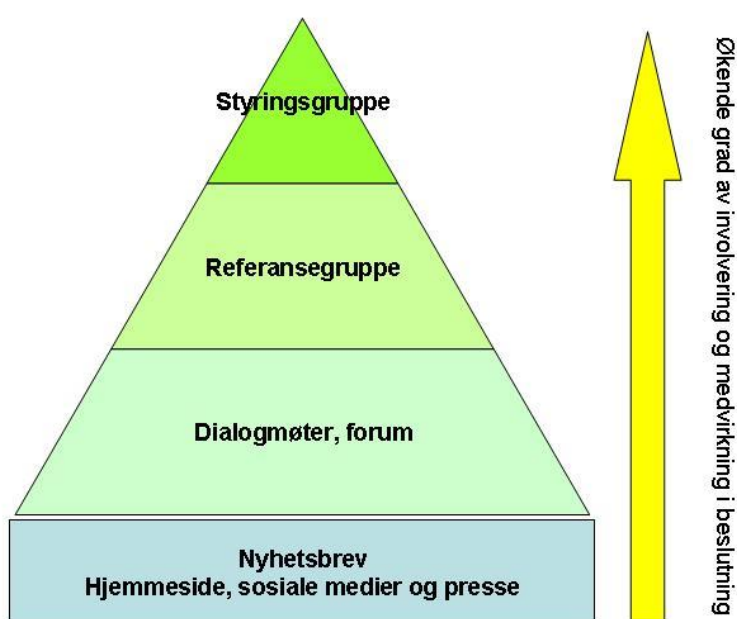 Styringsgruppe
Referansegruppe
Dialogmøter, forum
Nyhetsbrev
Hjemmeside, sosiale medier og presse
Økende grad av involvering og medvirkning i beslutning